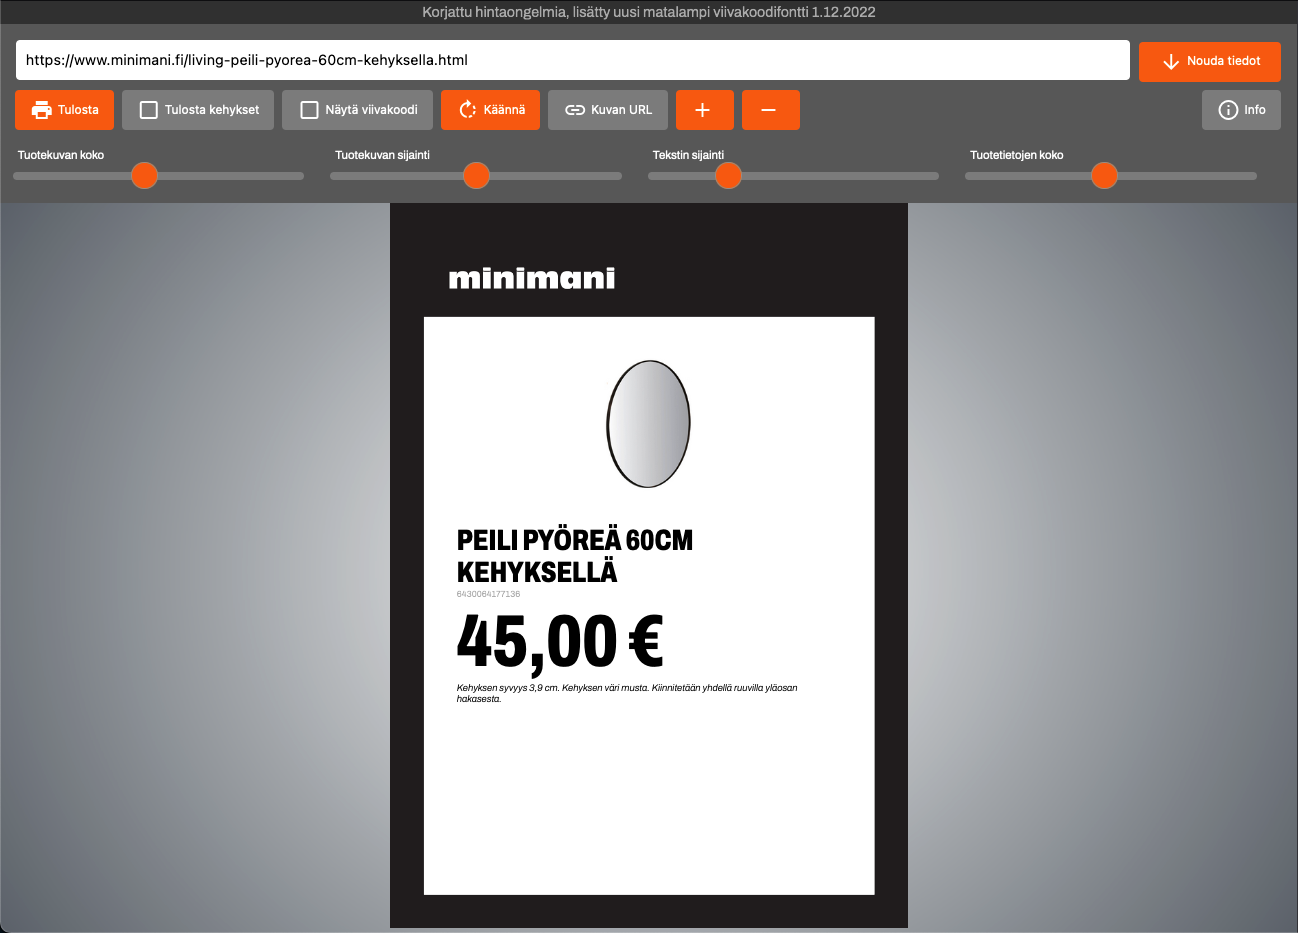 Korjattu hintaongelmia, lisätty uusi matalampi viivakoodifontti 1.12.2022
https://www.minimani.fi/living-peili-pyorea-60cm-kehyksella.html
Nouda tiedot
Tulosta
Tulosta kehykset
Näytä viivakoodi
Käännä
Kuvan URL
+
−
Info
Tuotekuvan koko
Tuotekuvan sijainti
Tekstin sijainti
Tuotetietojen koko
minimani
PEILI PYÖREÄ 60CM
KEHYKSELLÄ
6430064177136
45,00 €
Kehyksen syvyys 3,9 cm. Kehyksen väri musta. Kiinnitetään yhdellä ruuvilla yläosan
hakasesta.